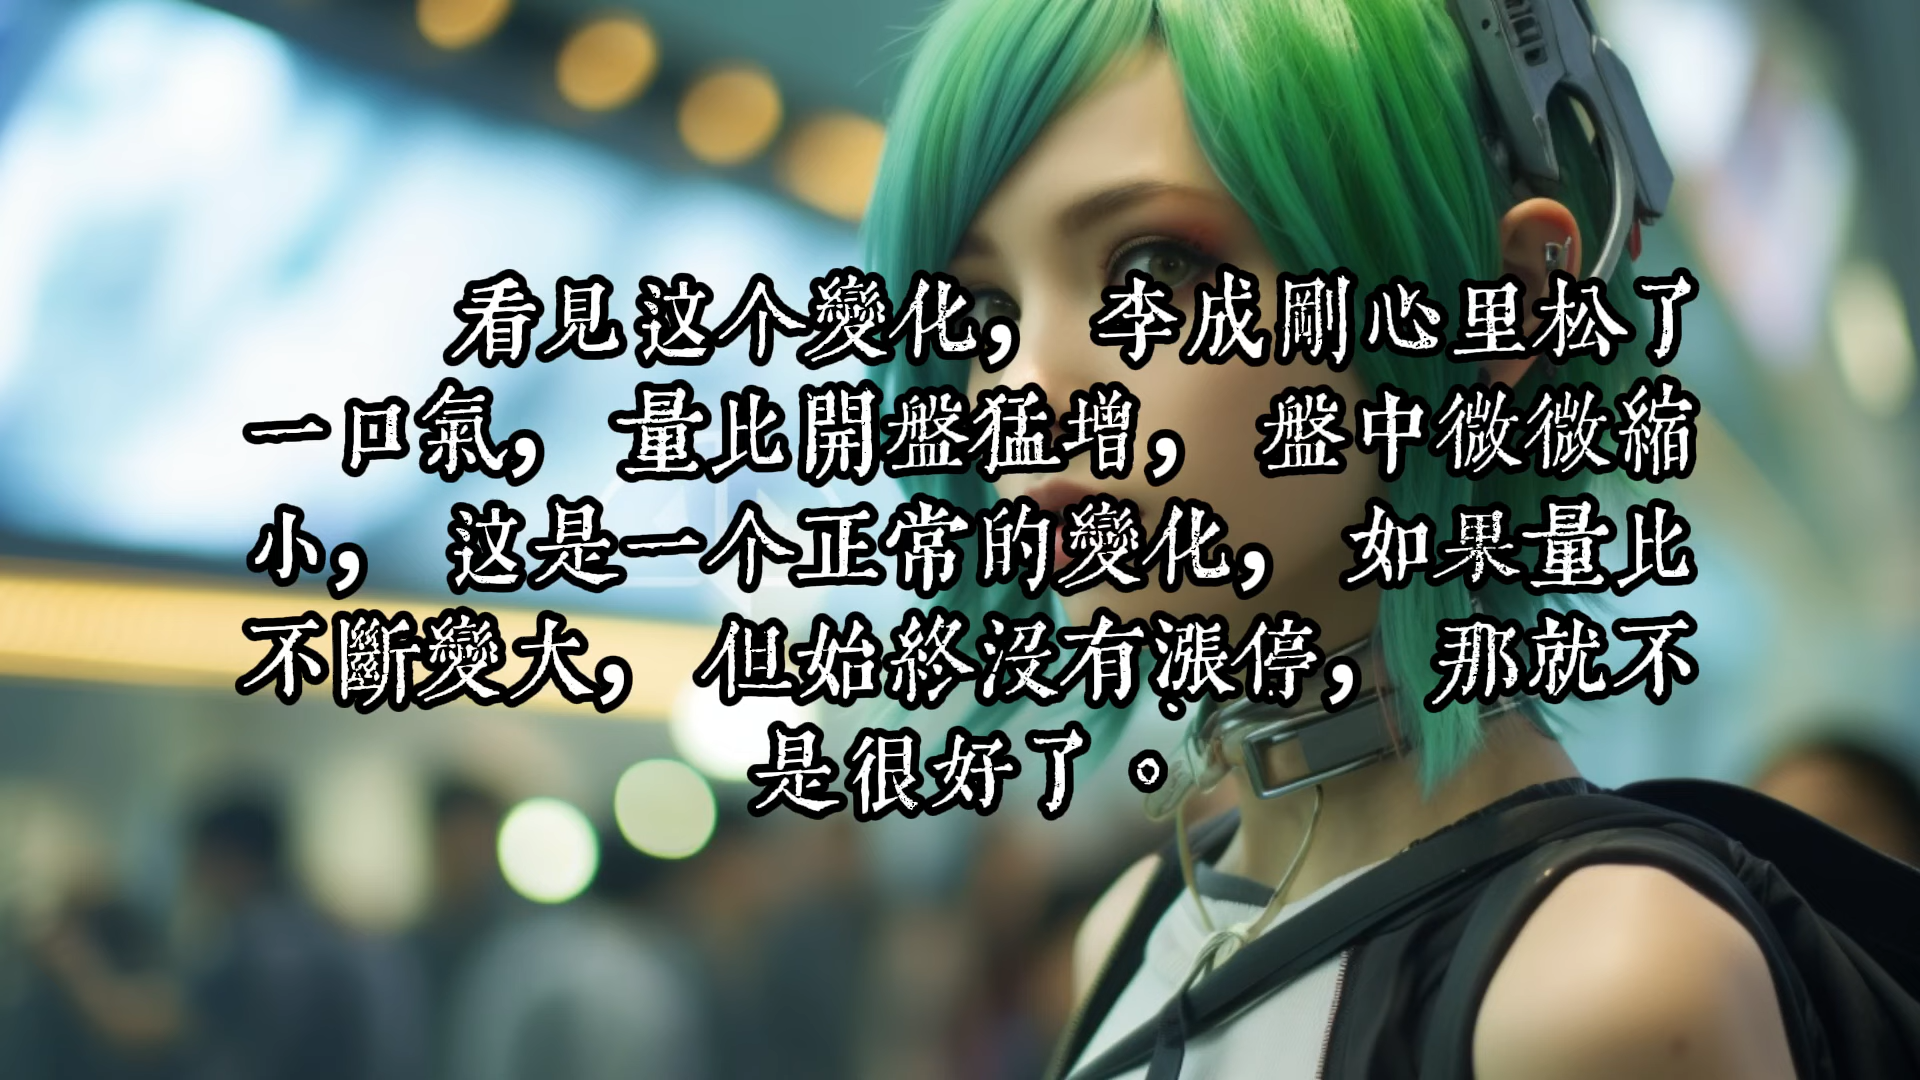 看見这个變化，李成剛心里松了
一口氣，量比開盤猛增，盤中微微縮
小，这是一个正常的變化，如果量比
不斷變大，但始終没有漲停，那就不
是很好了。